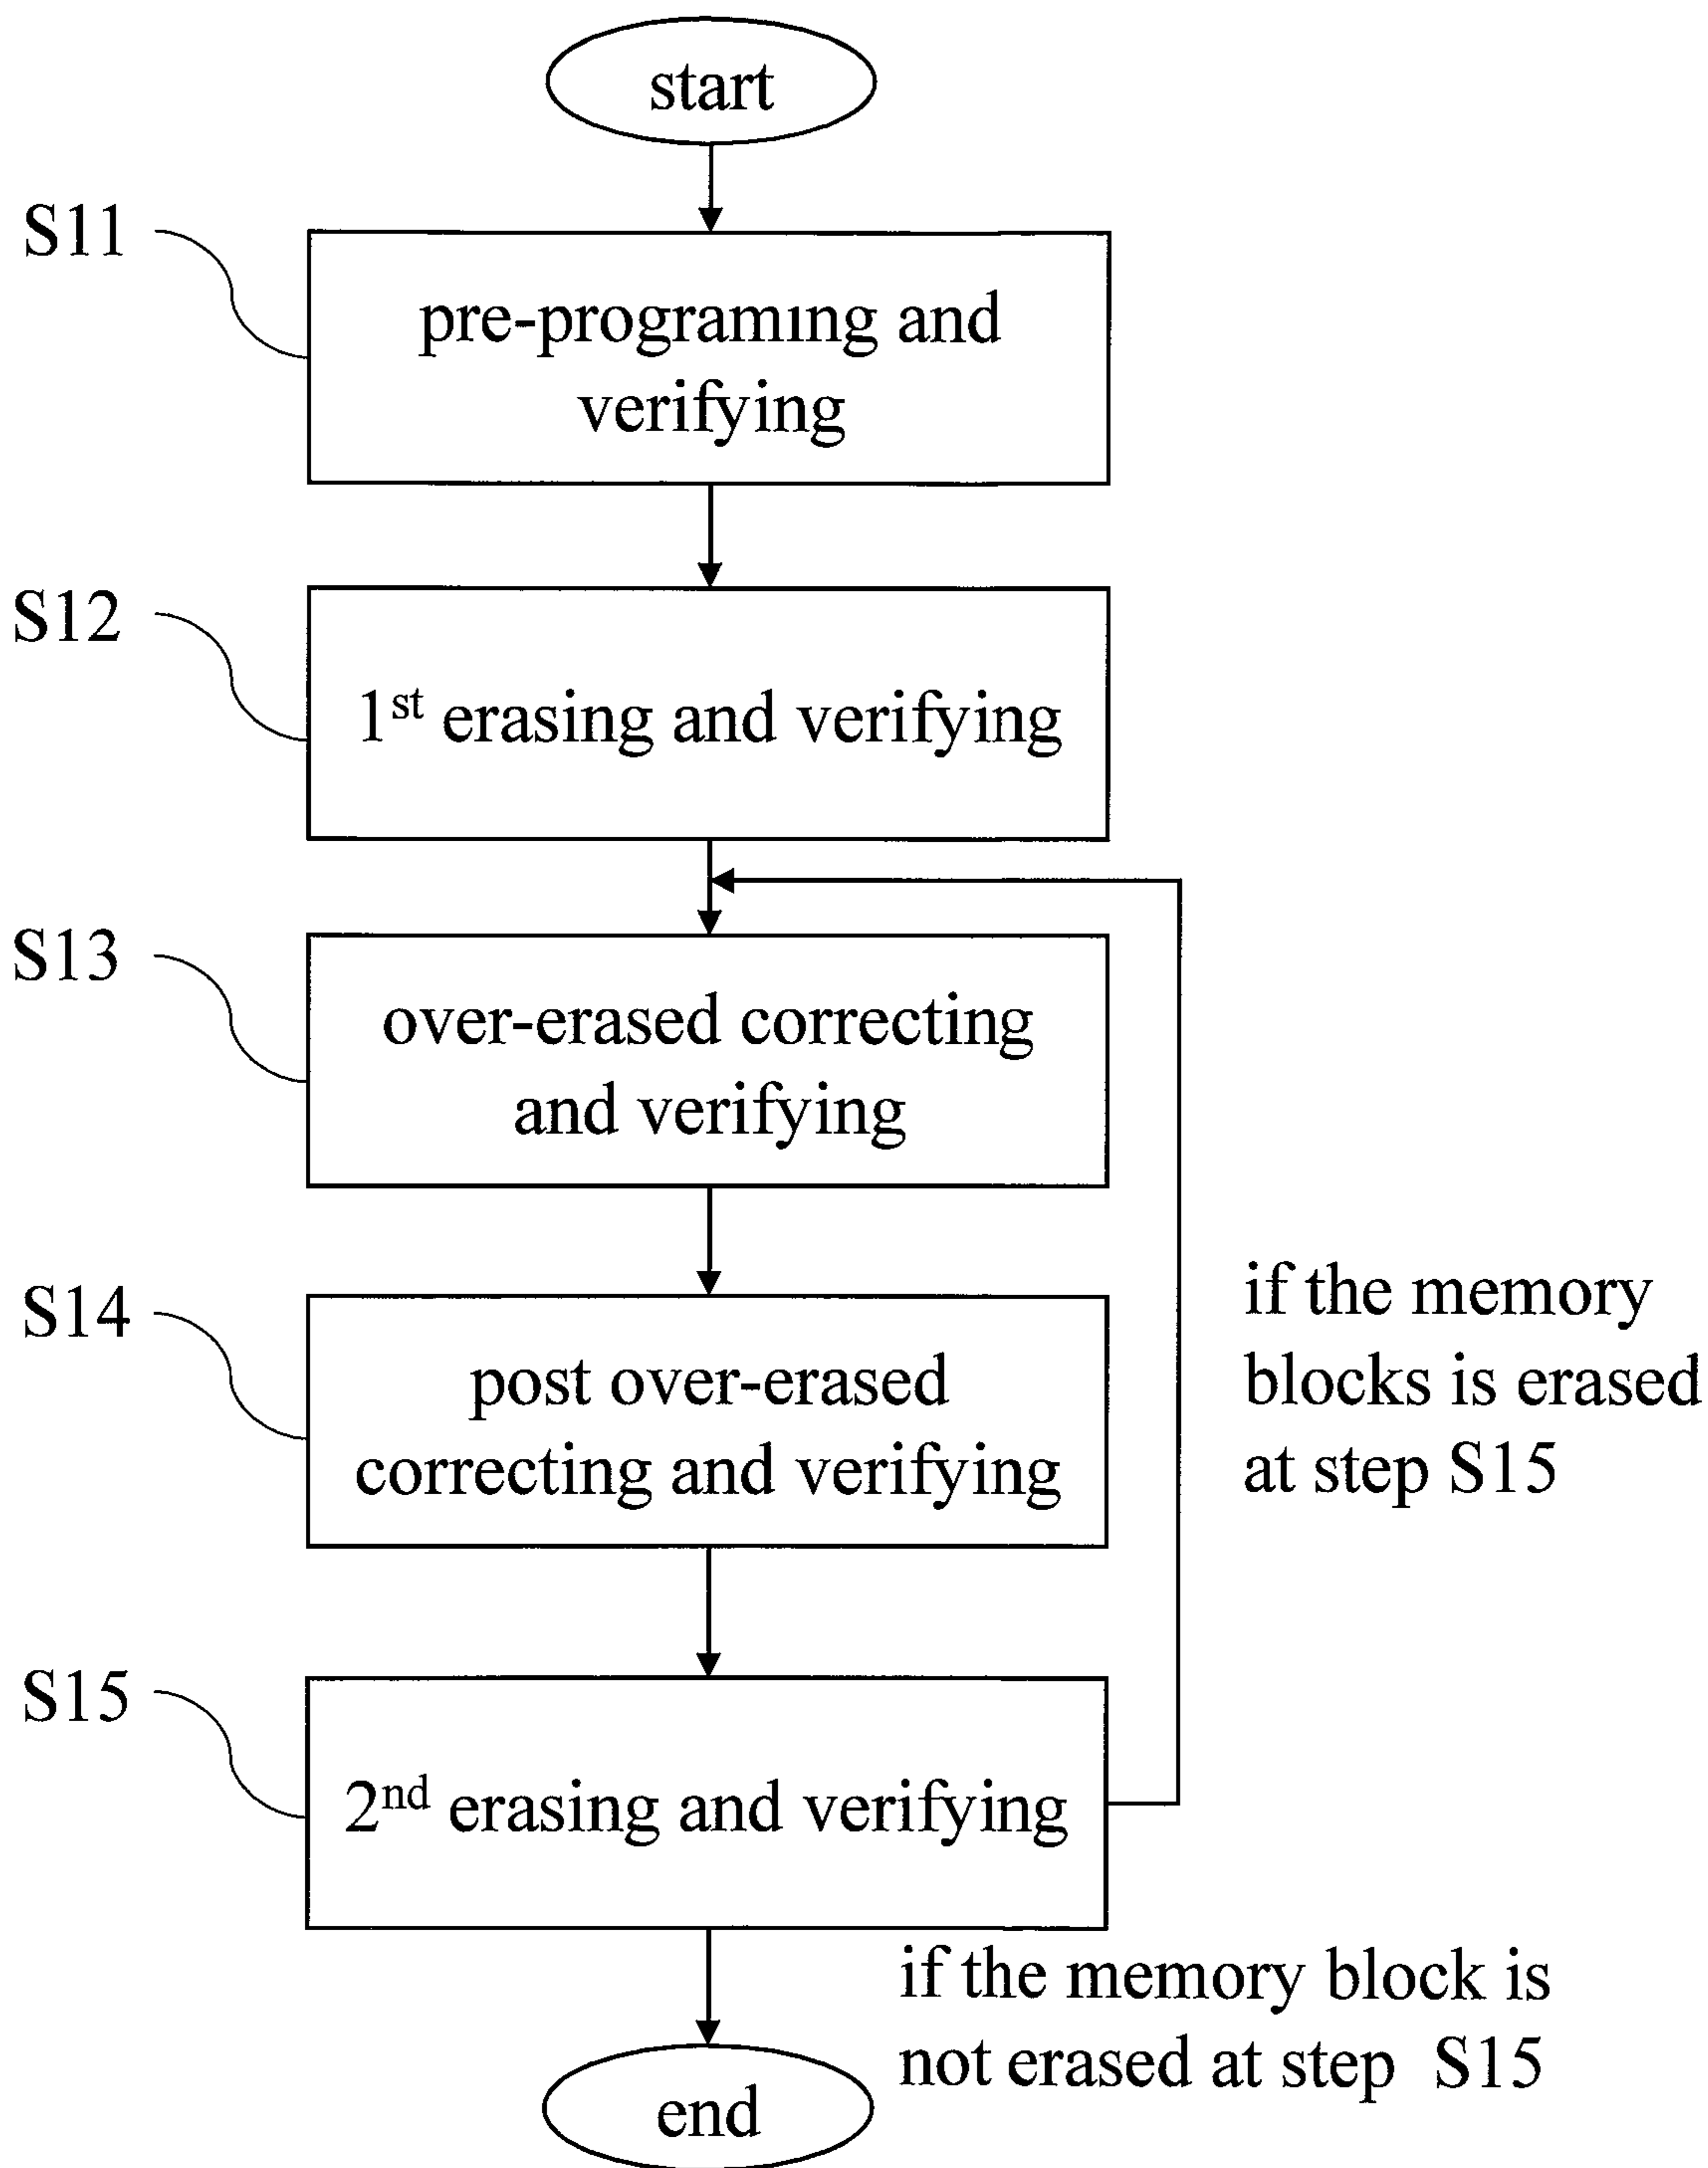 start
S11
pre-programing and
verifying
S12
1st erasing and verifying
S13
over-erased correcting
and verifying
S14
post over-erased
correcting and verifying
if the memory
blocks is erased
at step S15
S15
2nd erasing and verifying
if the memory block is
not erased at step S15
end